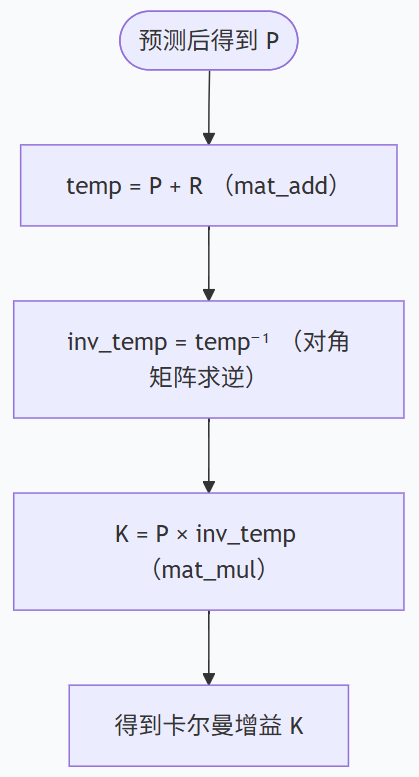 预测后得到 P
temp = P + R （mat_add）
inv_temp = temp⁻¹ （对角
矩阵求逆）
K = P × inv_temp
（mat_mul）
得到卡尔曼增益 K